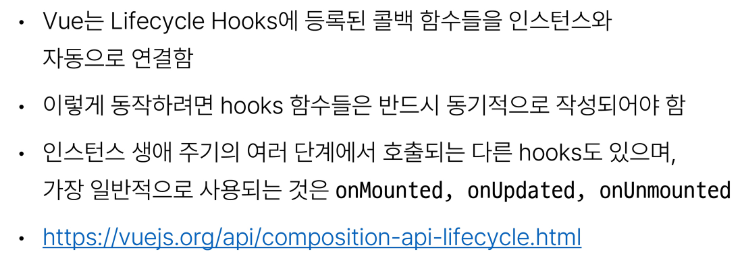 • Vue는 Lifecycle Hooks에 등록된 콜백 함수들을 인스턴스와
자동으로 연결함
• 이렇게 동작하려면 hooks 함수들은 반드시 동기적으로 작성되어야 함
• 인스턴스 생애 주기의 여러 단계에서 호출되는 다른 hooks도 있으며,
가장 일반적으로 사용되는 것은 onMounted, onUpdated, onUnmounted
• https://vuejs.org/api/composition-api-lifecycle.html